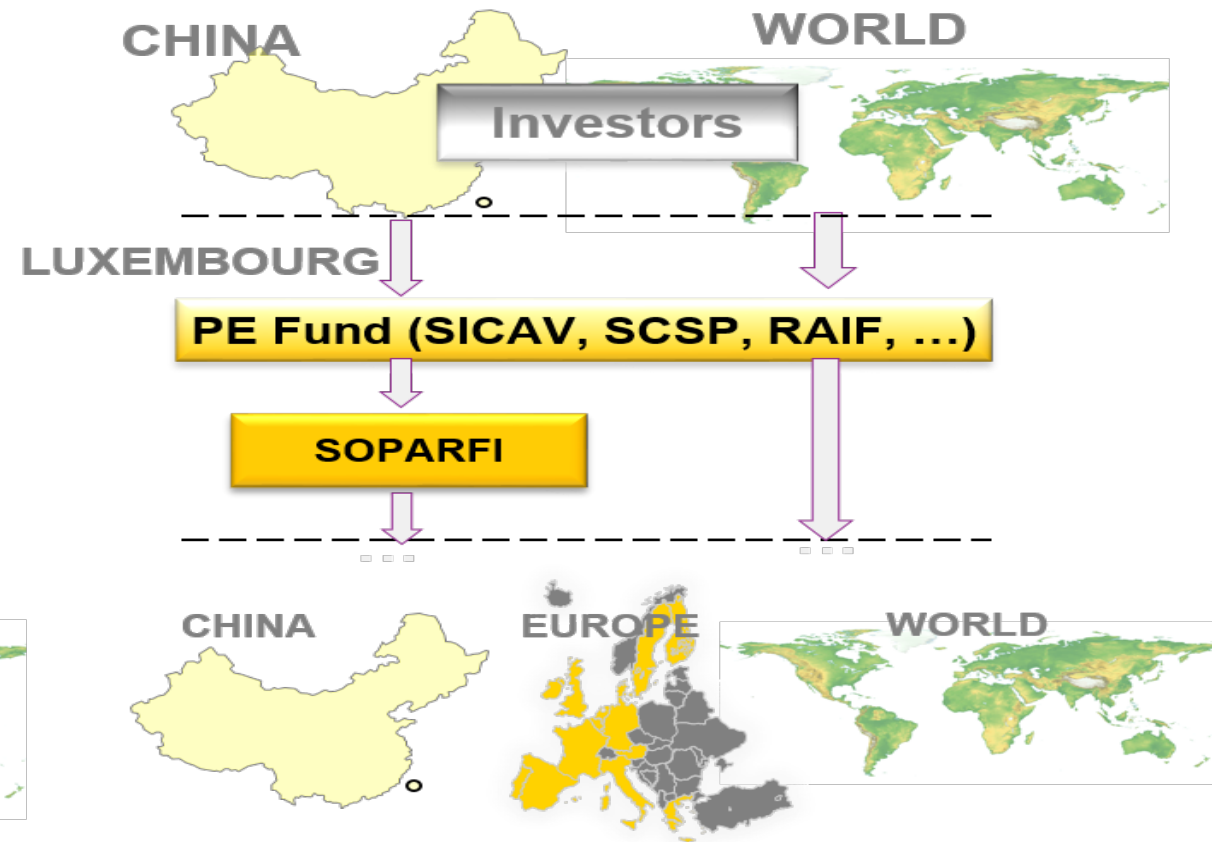 CHINA
WORLD
Investors
LUXEMBOURG
PE Fund (SICAV, SCSP, RAIF, ...)
SOPARFI
CHINA
EUROPE
WORLD